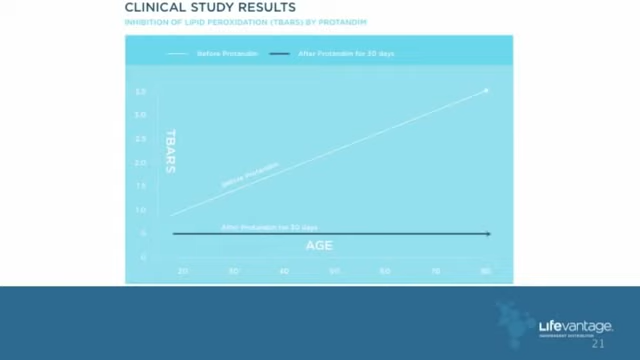 CLINICAL STUDY RESULTS
INHIBITION OF LIPID PEROXIDATION (TBARS) BY PROTANDIM
Before Protandim After Protandim for 30 days
3.5
3.0
2.5
2.0
1.5
1.0
.5
0
TBARS
Before Protandim
After Protandim for 30 days
AGE
20 30 40 50 60 70 80
Lifevantage.
INDEPENDENT DISTRIBUTOR
21